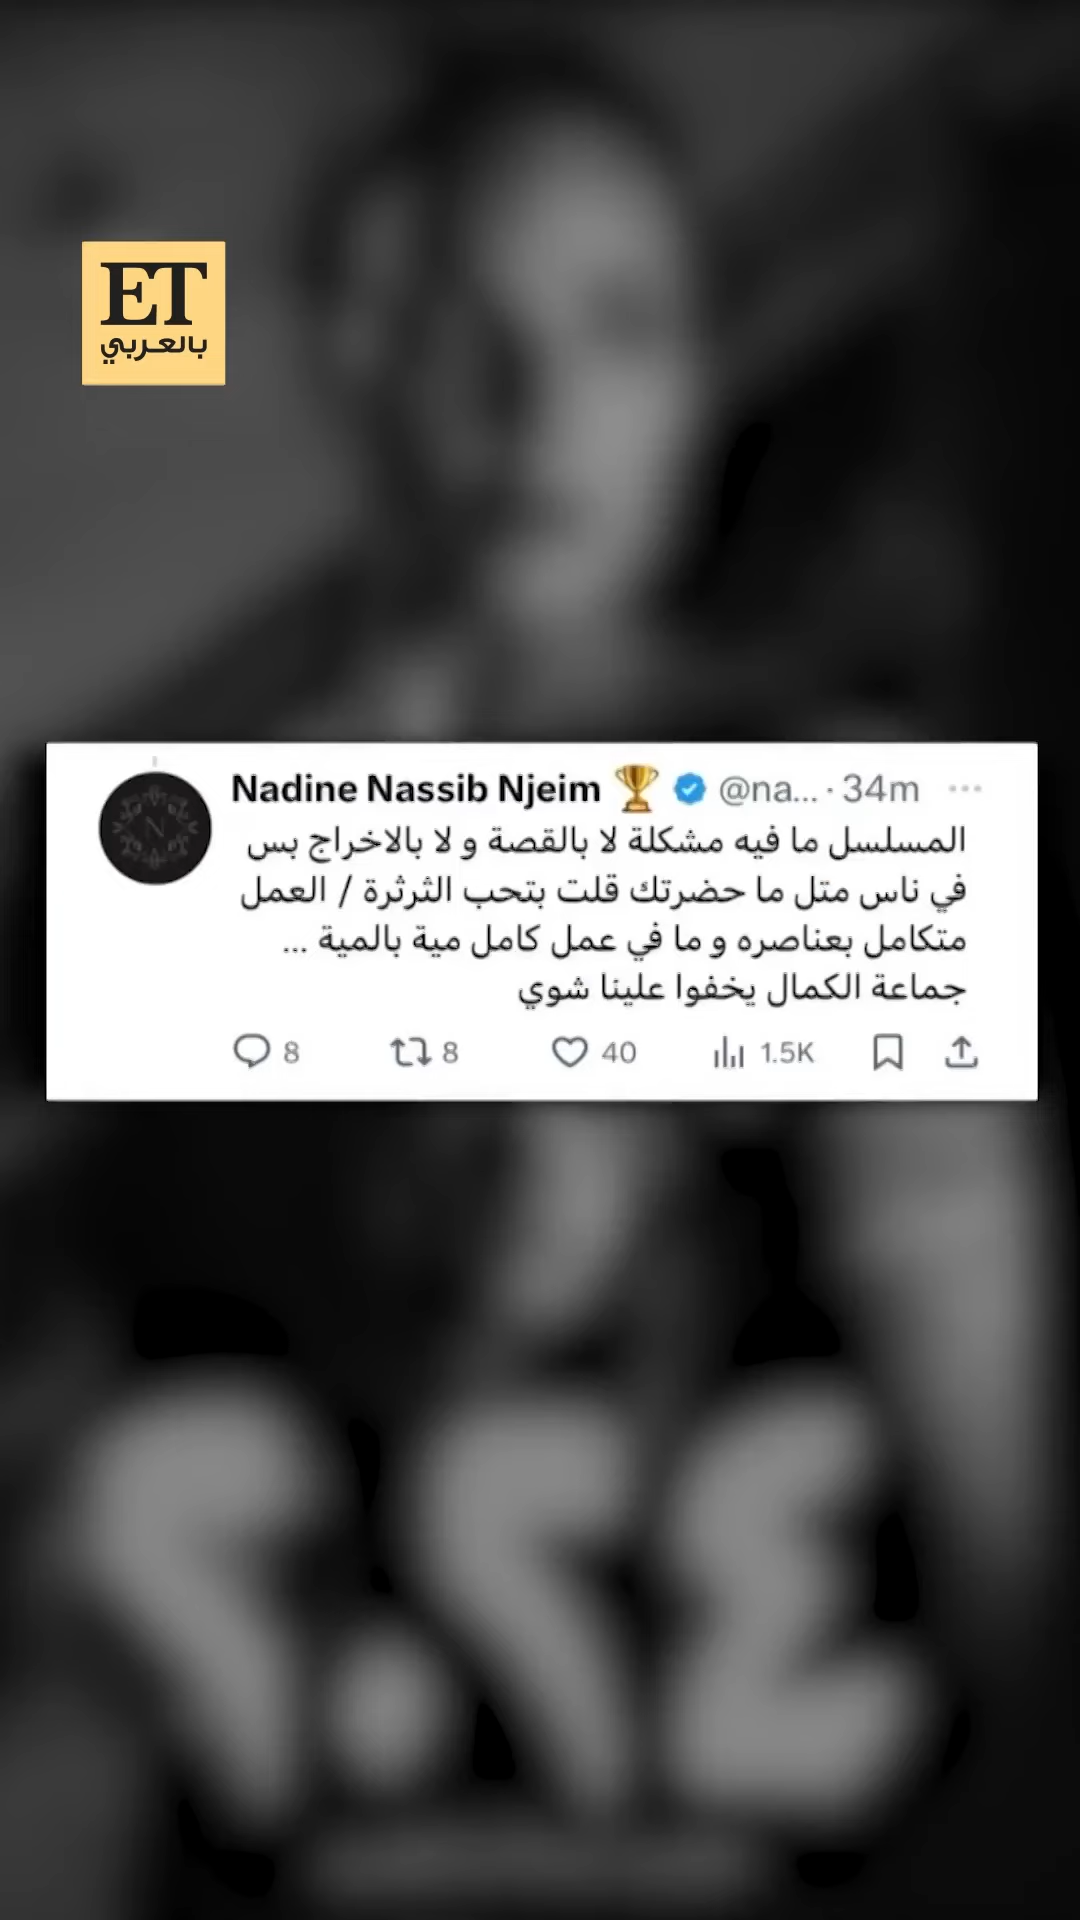 ET
بالعربي
Nadine Nassib Njeim 🏆 @na... · 34m ...
المسلسل ما فيه مشكلة لا بالقصة و لا بالاخراج بس
في ناس متل ما حضرتك قلت بتحب الثرثرة / العمل
متكامل بعناصره و ما في عمل كامل مية بالمية ...
جماعة الكمال يخفوا علينا شوي
8 8 40 1.5K
٢٠٢٤